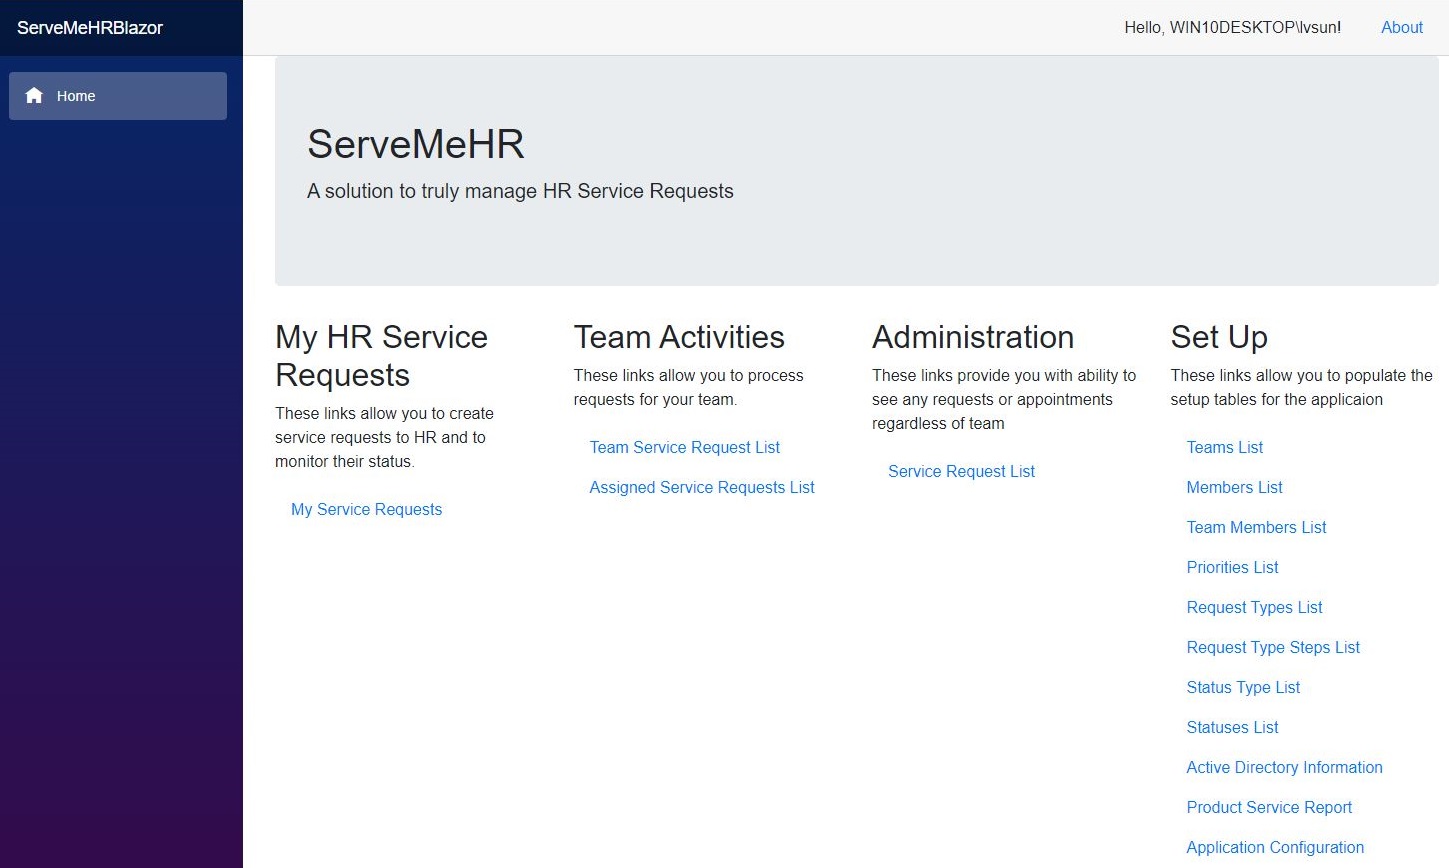 ServeMeHRBlazor
Hello, WIN10DESKTOP\lvsun!
About
Home
ServeMeHR
A solution to truly manage HR Service Requests
My HR Service
Requests
These links allow you to create
service requests to HR and to
monitor their status.
My Service Requests
Team Activities
These links allow you to process
requests for your team.
Team Service Request List
Assigned Service Requests List
Administration
These links provide you with ability to
see any requests or appointments
regardless of team
Service Request List
Set Up
These links allow you to populate the
setup tables for the applicaion
Teams List
Members List
Team Members List
Priorities List
Request Types List
Request Type Steps List
Status Type List
Statuses List
Active Directory Information
Product Service Report
Application Configuration